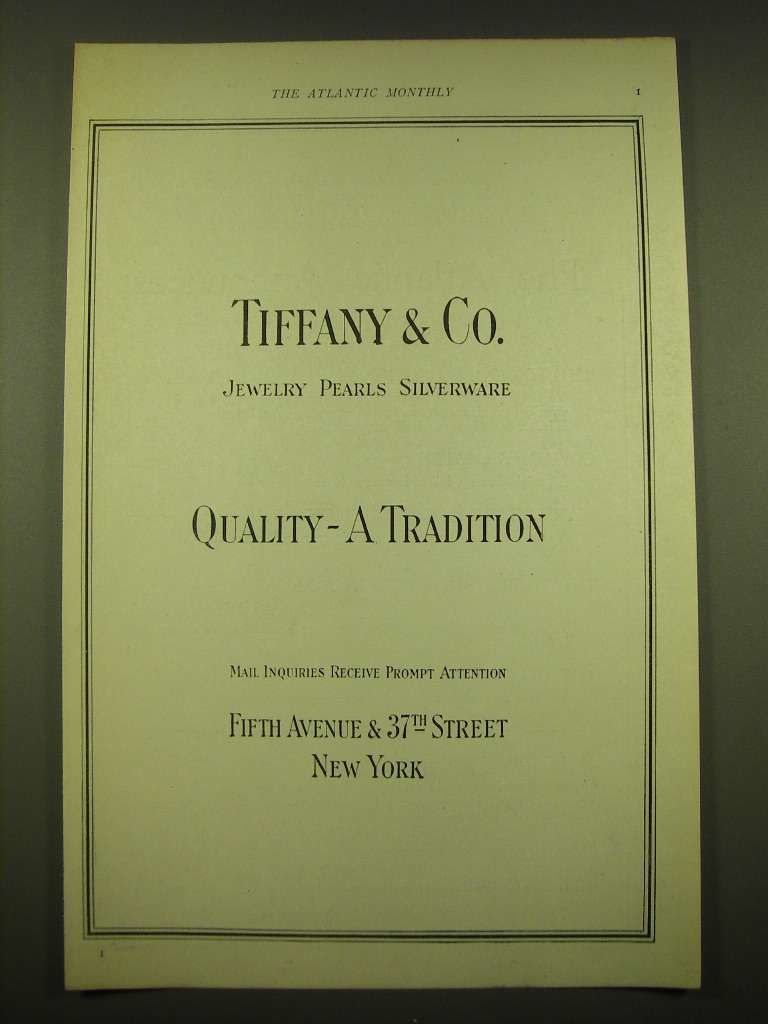 THE ATLANTIC MONTHLY 1
TIFFANY & CO.
JEWELRY PEARLS SILVERWARE
QUALITY - A TRADITION
MAIL INQUIRIES RECEIVE PROMPT ATTENTION
FIFTH AVENUE & 37TH STREET
NEW YORK
1